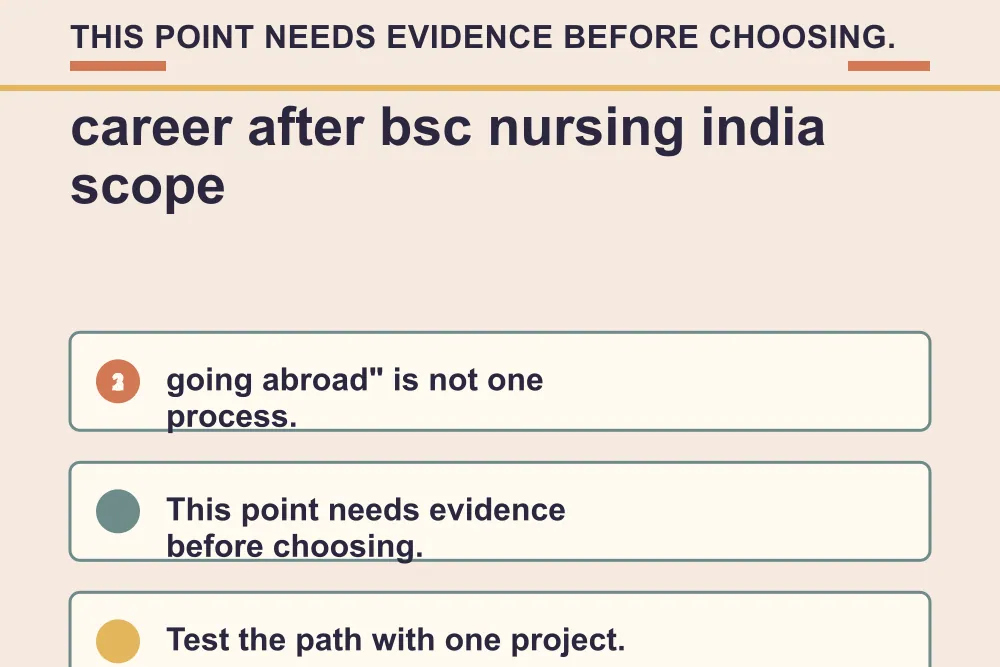 THIS POINT NEEDS EVIDENCE BEFORE CHOOSING.
career after bsc nursing india
scope
going abroad" is not one
process.
This point needs evidence
before choosing.
Test the path with one project.